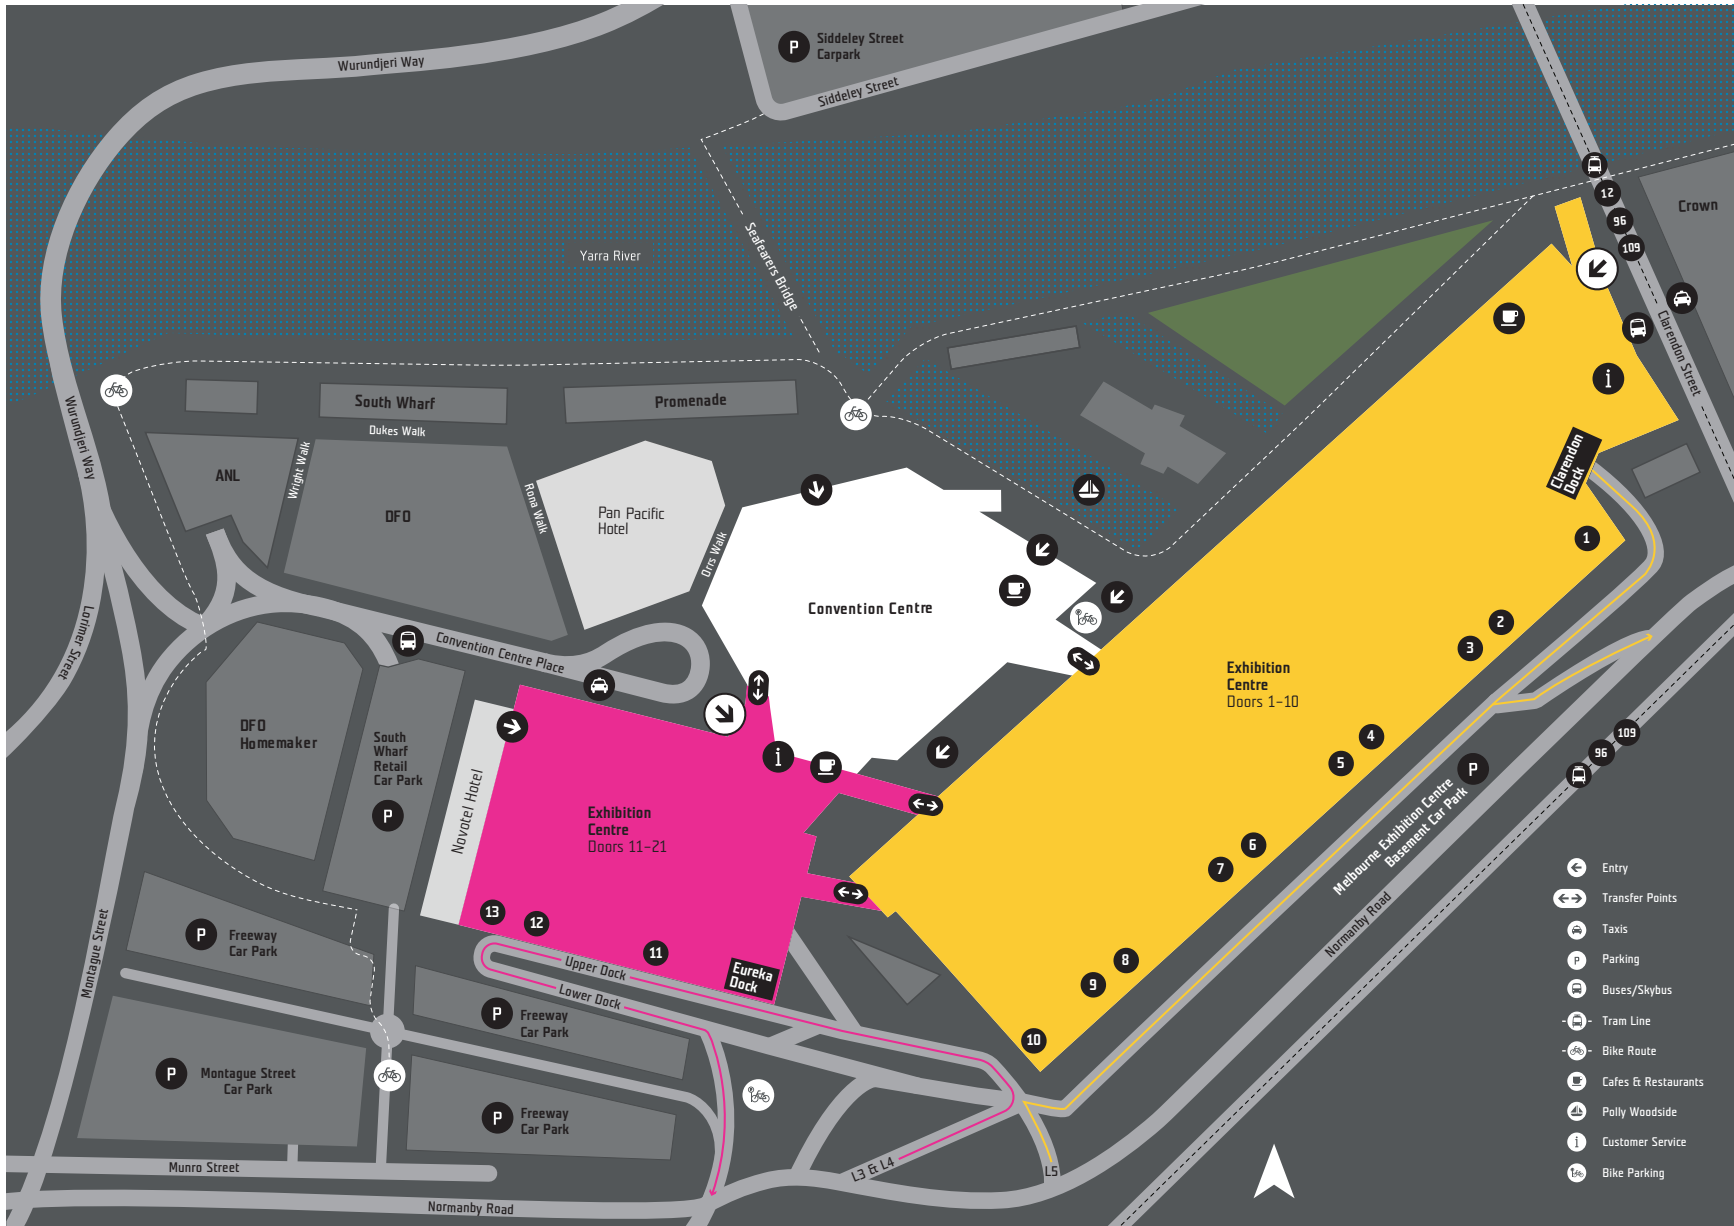 P
Siddeley Street
Carpark
Wurundjeri Way
Siddeley Street
12
96
109
Crown
Yarra River
Seafarers Bridge
Clarendon Street
i
South Wharf
Promenade
Dukes Walk
Wurundjeri Way
ANL
Wright Walk
DFO
Rona Walk
Pan Pacific
Hotel
Orrs Walk
Clarendon
Dock
1
Convention Centre
2
3
Lorimer Street
Convention Centre Place
Exhibition
Centre
Doors 1-10
DFO
Homemaker
South
Wharf
Retail
Car Park
P
Novotel Hotel
i
4
5
109
96
P
Melbourne Exhibition Centre
Basement Car Park
Exhibition
Centre
Doors 11-21
6
7
Normanby Road
13
12
11
P
Freeway
Car Park
Montague Street
Upper Dock
Lower Dock
Eureka
Dock
8
9
10
P
Freeway
Car Park
P
Montague Street
Car Park
P
Freeway
Car Park
Munro Street
Normanby Road
L3 & L4
L5
Entry
Transfer Points
Taxis
P
Parking
Buses/Skybus
Tram Line
Bike Route
Cafes & Restaurants
Polly Woodside
i
Customer Service
Bike Parking